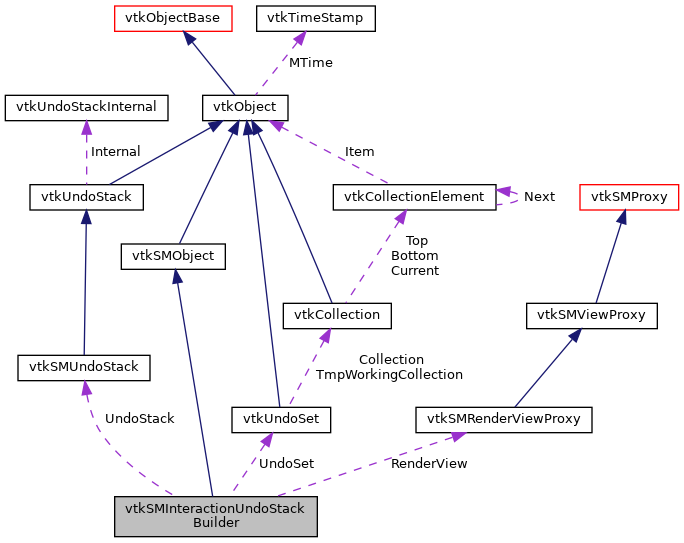 vtkObjectBase
vtkTimeStamp
MTime
vtkUndoStackInternal
vtkObject
Internal
Item
vtkUndoStack
vtkCollectionElement
Next
vtkSMProxy
Top
Bottom
Current
vtkSMObject
vtkCollection
vtkSMViewProxy
Collection
TmpWorkingCollection
vtkSMUndoStack
UndoStack
vtkUndoSet
vtkSMRenderViewProxy
UndoSet
RenderView
vtkSMInteractionUndoStack
Builder